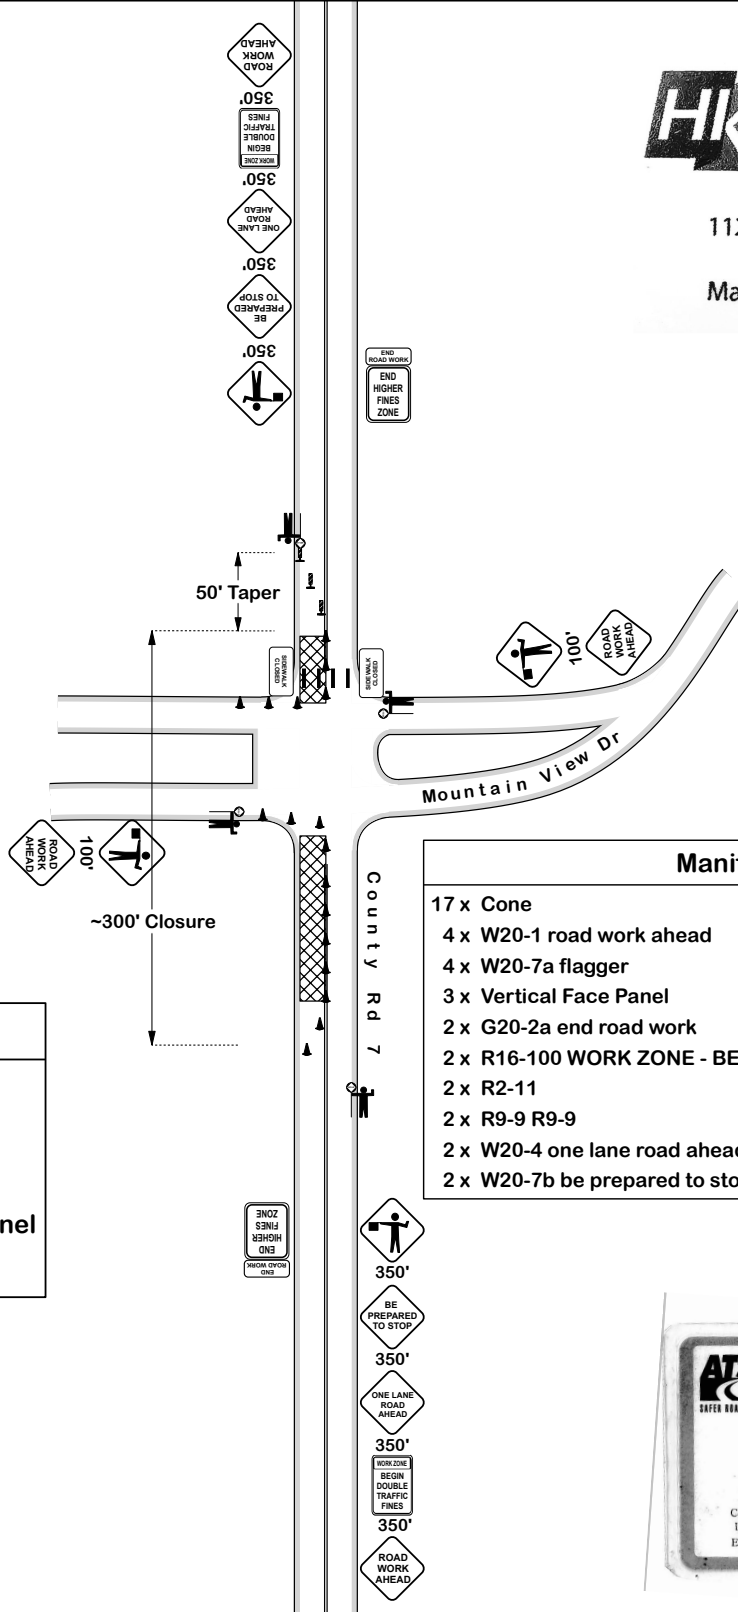 ROAD
WORK
AHEAD
350'
WORK ZONE
BEGIN
DOUBLE
TRAFFIC
FINES
350'
ONE LANE
ROAD
AHEAD
350'
BE
PREPARED
TO STOP
350'
END
ROAD WORK
END
HIGHER
FINES
ZONE
50' Taper
SIDEWALK
CLOSED
SIDEWALK
CLOSED
100'
ROAD
WORK
AHEAD
Mountain View Dr
ROAD
WORK
AHEAD
100'
~300' Closure
County Rd 7
Manif
17 x Cone
4 x W20-1 road work ahead
4 x W20-7a flagger
3 x Vertical Face Panel
2 x G20-2a end road work
2 x R16-100 WORK ZONE - BE
2 x R2-11
2 x R9-9 R9-9
2 x W20-4 one lane road ahead
2 x W20-7b be prepared to sto
nel
END
HIGHER
FINES
ZONE
END
ROAD WORK
350'
BE
PREPARED
TO STOP
350'
ONE LANE
ROAD
AHEAD
350'
WORK ZONE
BEGIN
DOUBLE
TRAFFIC
FINES
350'
ROAD
WORK
AHEAD
HI
Ma
SAFER ROA